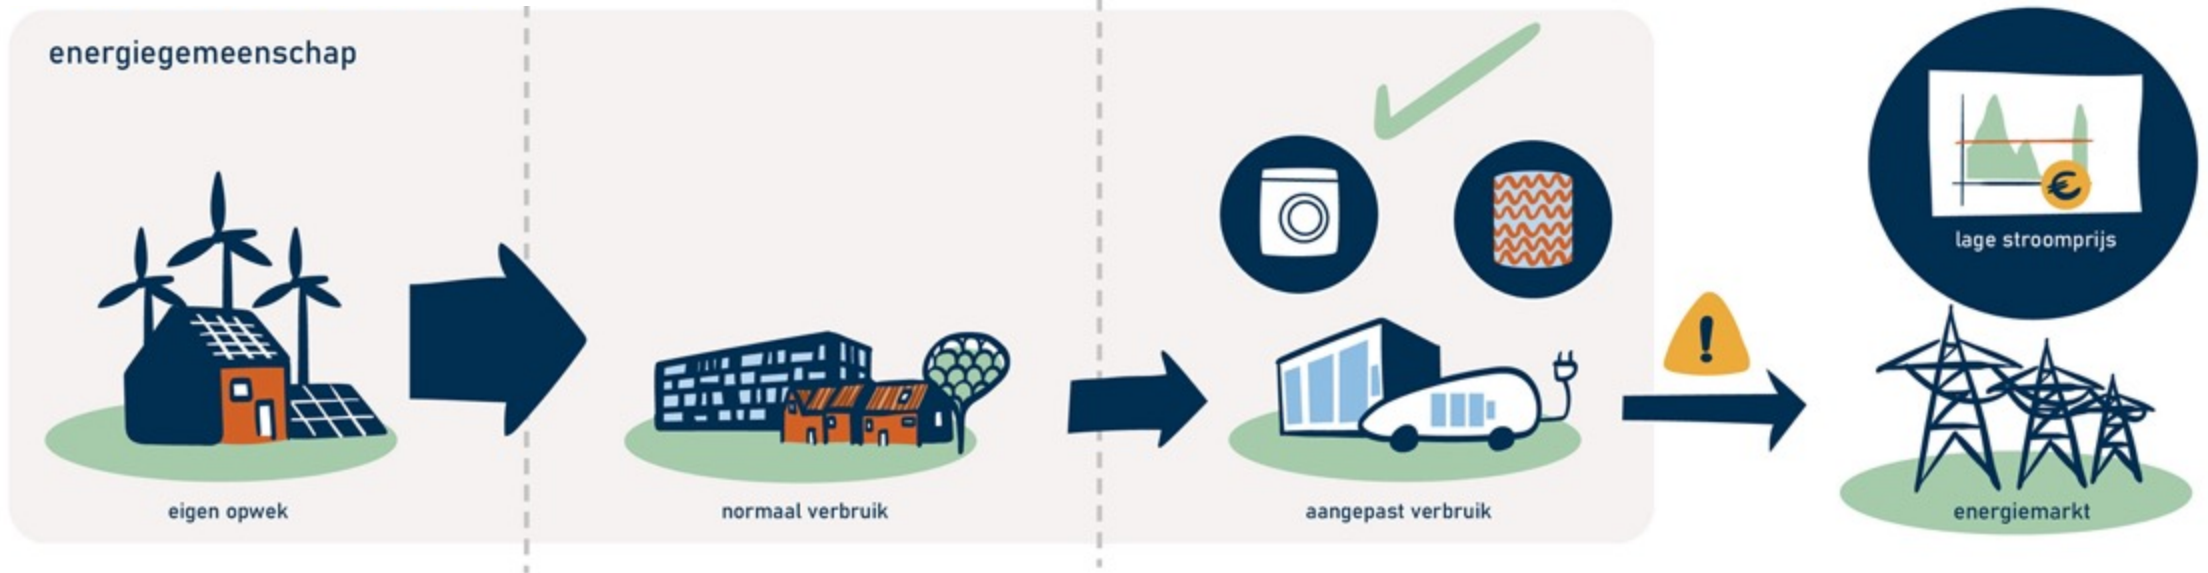 energiegemeenschap
eigen opwek
normaal verbruik
aangepast verbruik
!
€
lage stroomprijs
energiemarkt